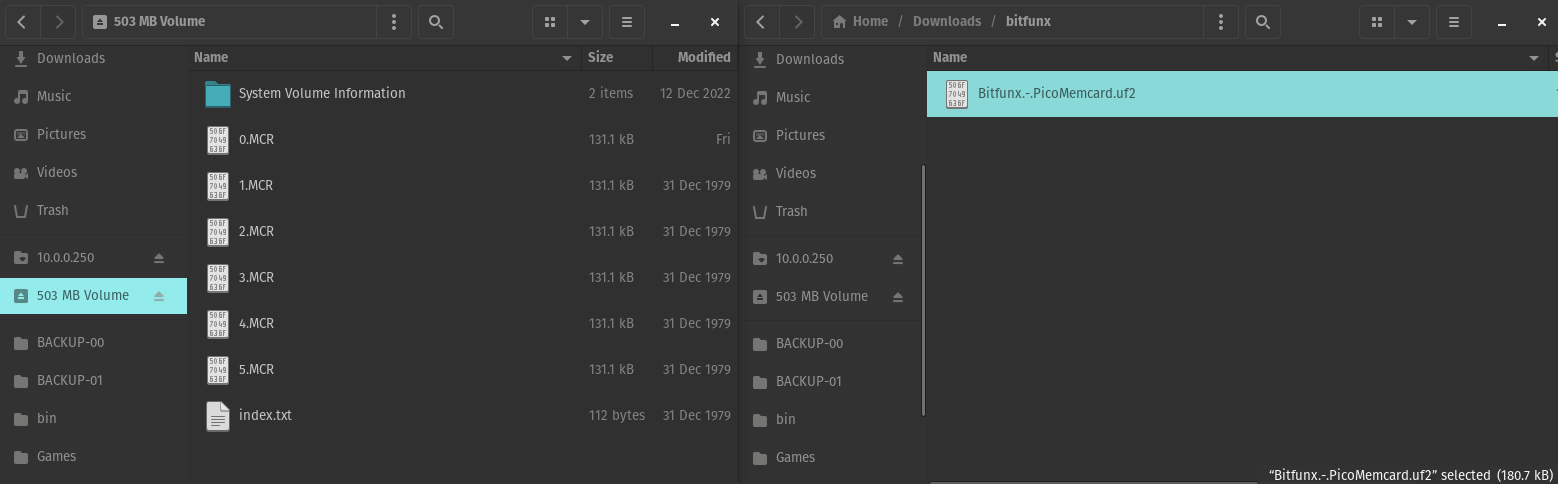 503 MB Volume
Name
Size
Modified
Downloads
Music
Pictures
Videos
Trash
10.0.0.250
503 MB Volume
BACKUP-00
BACKUP-01
bin
Games
System Volume Information 2 items 12 Dec 2022
0.MCR 131.1 kB Fri
1.MCR 131.1 kB 31 Dec 1979
2.MCR 131.1 kB 31 Dec 1979
3.MCR 131.1 kB 31 Dec 1979
4.MCR 131.1 kB 31 Dec 1979
5.MCR 131.1 kB 31 Dec 1979
index.txt 112 bytes 31 Dec 1979
Home / Downloads / bitfunx
Name
Downloads
Music
Pictures
Videos
Trash
10.0.0.250
503 MB Volume
BACKUP-00
BACKUP-01
bin
Games
Bitfunx.-.PicoMemcard.uf2
“Bitfunx.-.PicoMemcard.uf2” selected (180.7 kB)